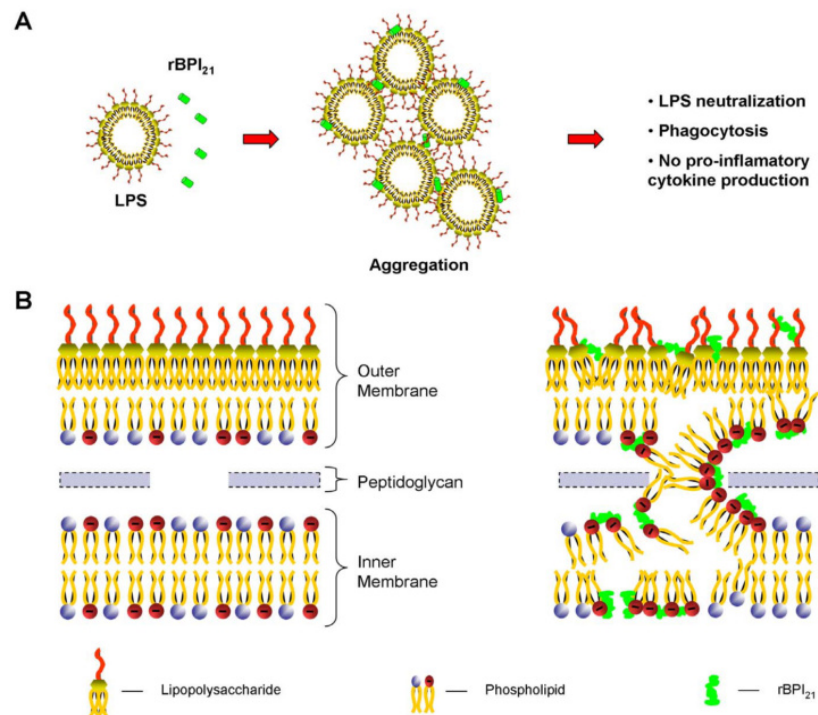 A
rBPI21
LPS
Aggregation
• LPS neutralization
• Phagocytosis
• No pro-inflamatory
cytokine production
B
Outer
Membrane
Peptidoglycan
Inner
Membrane
Lipopolysaccharide
Phospholipid
rBPI21